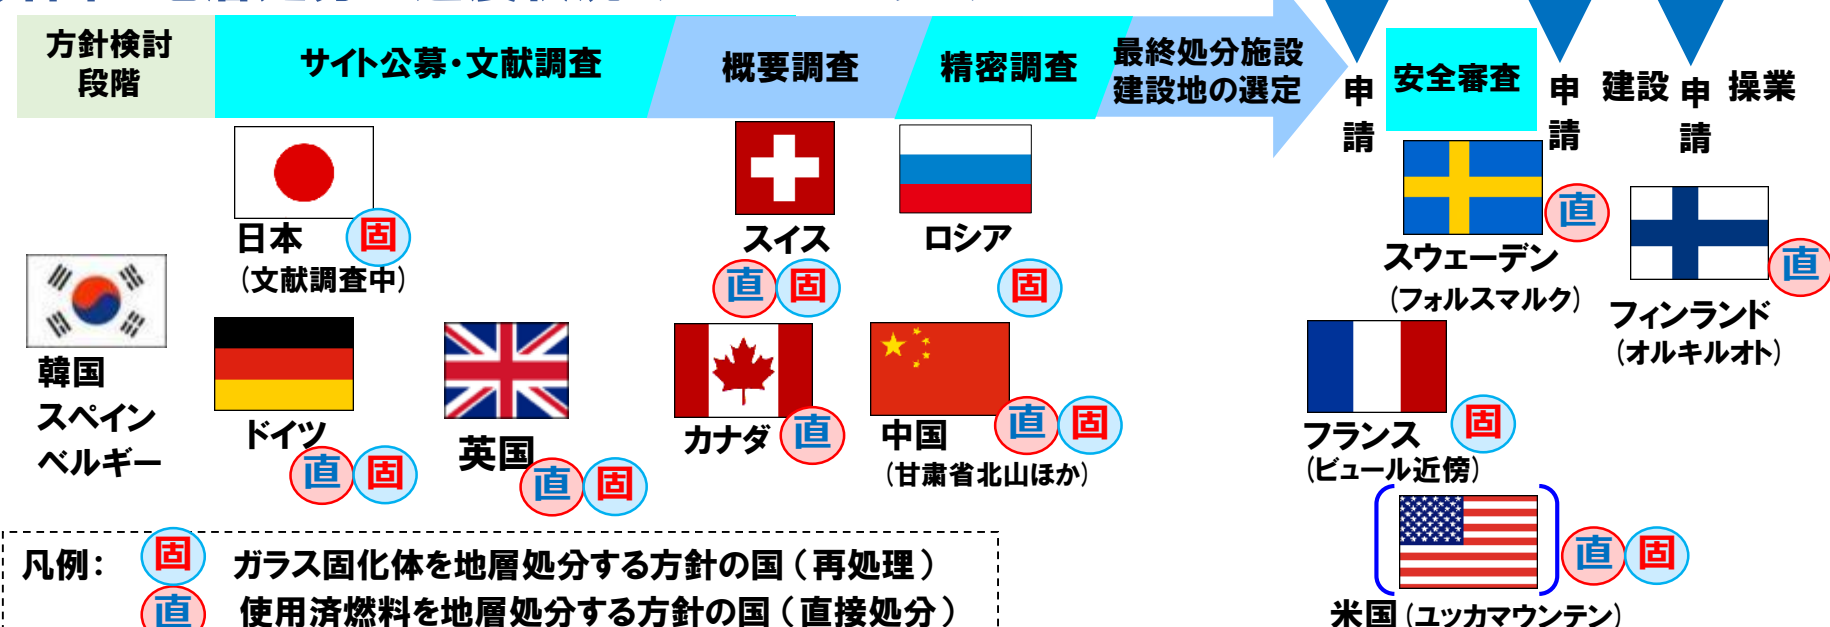 方針検討
段階
サイト公募・文献調査
概要調査
精密調査
最終処分施設
建設地の選定
申
請
安全審査
申
請
建設
申
請
操業
日本
固
(文献調査中)
スイス
直
固
ロシア
固
スウェーデン
直
(フォルスマルク)
フィンランド
直
(オルキルオト)
韓国
スペイン
ベルギー
ドイツ
直
固
英国
直
固
カナダ
直
中国
直
固
(甘粛省北山ほか)
フランス
固
(ビュール近傍)
直
固
米国(ユッカマウンテン)
凡例:
固
ガラス固化体を地層処分する方針の国(再処理)
直
使用済燃料を地層処分する方針の国(直接処分)